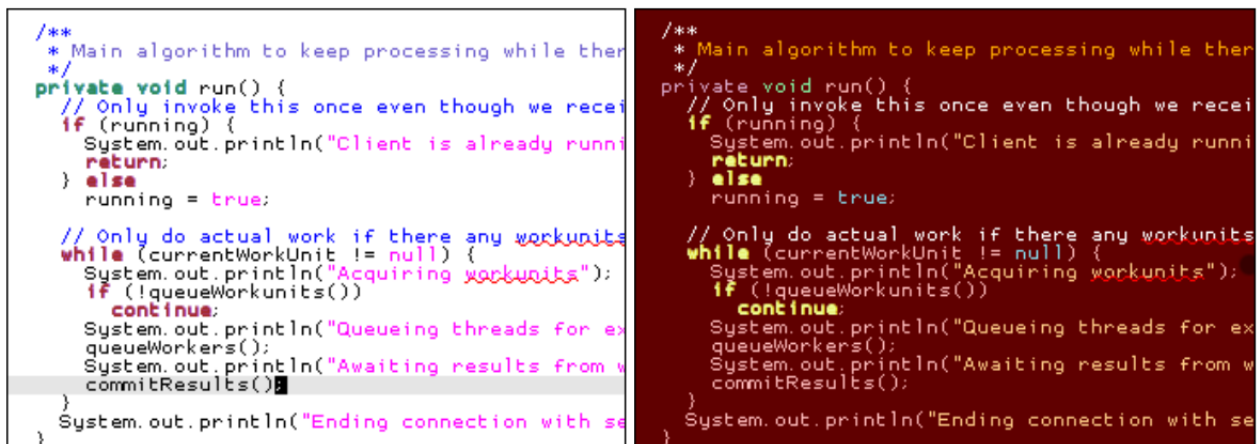 /**
 * Main algorithm to keep processing while ther
 */
private void run() {
  // Only invoke this once even though we recei
  if (running) {
    System.out.println("Client is already runni
    return;
  } else
    running = true;

  // Only do actual work if there any workunits
  while (currentWorkUnit != null) {
    System.out.println("Acquiring workunits");
    if (!queueWorkunits())
      continue;
    System.out.println("Queueing threads for ex
    queueWorkers();
    System.out.println("Awaiting results from w
    commitResults();
  }
  System.out.println("Ending connection with se
}
/**
 * Main algorithm to keep processing while ther
 */
private void run() {
  // Only invoke this once even though we recei
  if (running) {
    System.out.println("Client is already runni
    return;
  } else
    running = true;

  // Only do actual work if there any workunits
  while (currentWorkUnit != null) {
    System.out.println("Acquiring workunits");
    if (!queueWorkunits())
      continue;
    System.out.println("Queueing threads for ex
    queueWorkers();
    System.out.println("Awaiting results from w
    commitResults();
  }
  System.out.println("Ending connection with se
}